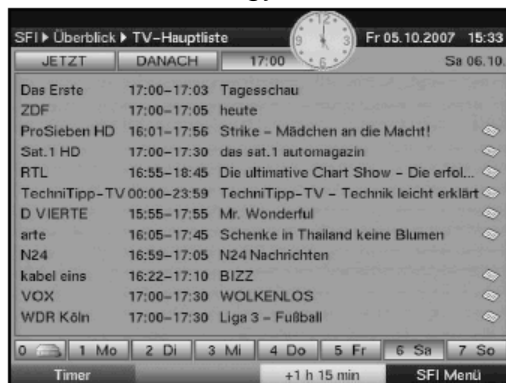 SFI ▸ Überblick ▸ TV-Hauptliste Fr 05.10.2007 15:33
12 3 6 9
JETZT DANACH 17:00 Sa 06.10.
Das Erste 17:00-17:03 Tagesschau
ZDF 17:00-17:05 heute
ProSieben HD 16:01-17:56 Strike - Mädchen an die Macht!
Sat.1 HD 17:00-17:30 das sat.1 automagazin
RTL 16:55-18:45 Die ultimative Chart Show - Die erfol...
TechniTipp-TV 00:00-23:59 TechniTipp-TV - Technik leicht erklärt
D VIERTE 15:55-17:55 Mr. Wonderful
arte 16:05-17:45 Schenke in Thailand keine Blumen
N24 16:59-17:05 N24 Nachrichten
kabel eins 16:22-17:10 BIZZ
VOX 17:00-17:30 WOLKENLOS
WDR Köln 17:00-17:30 Liga 3 - Fußball
0 1 Mo 2 Di 3 Mi 4 Do 5 Fr 6 Sa 7 So
Timer +1 h 15 min SFI Menü